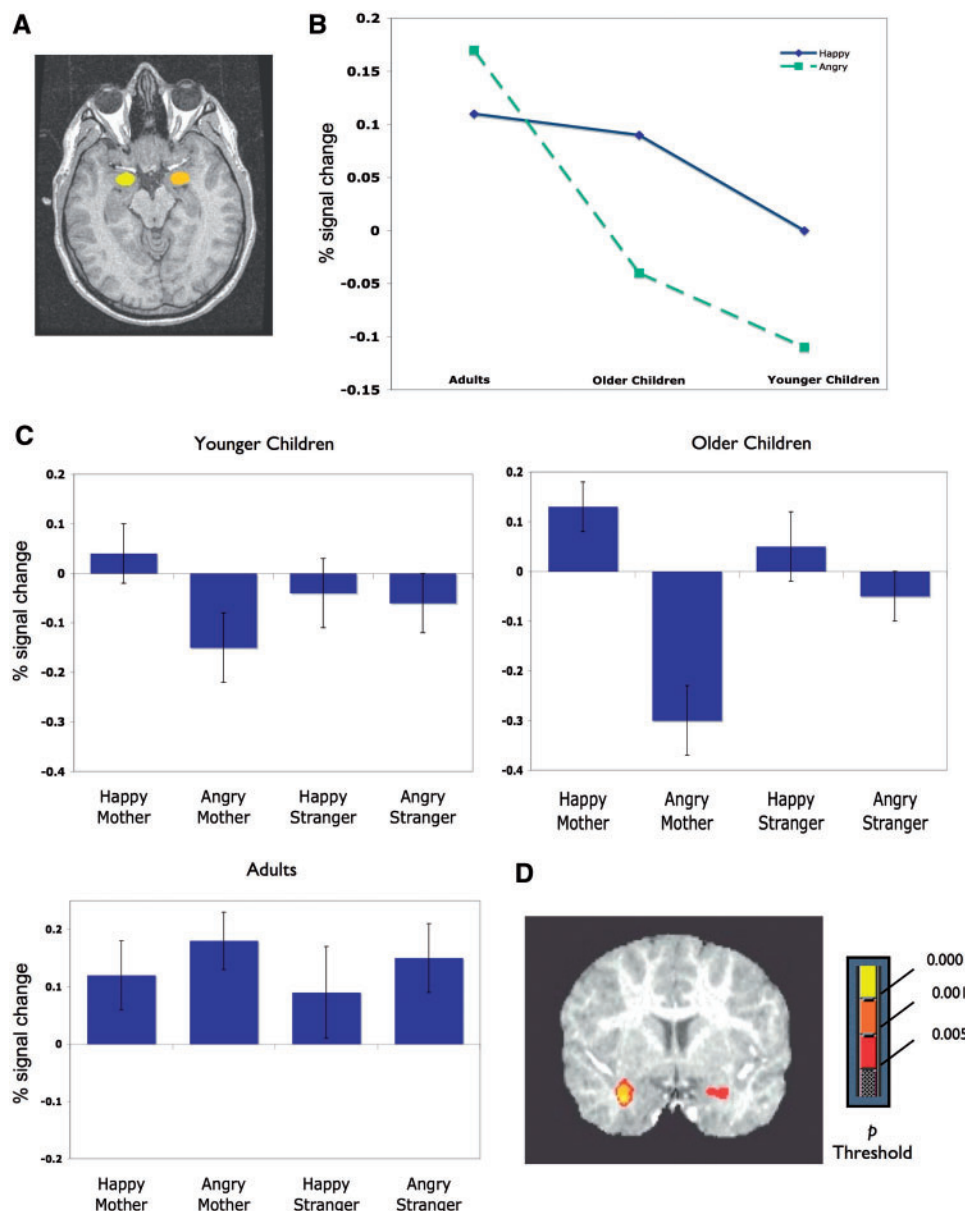 A
B
0.2
0.15
0.1
0.05
0
-0.05
-0.1
-0.15
% signal change
Happy
Angry
Adults
Older Children
Younger Children
C
Younger Children
0.2
0.1
0
-0.1
-0.2
-0.3
-0.4
% signal change
Happy Mother
Angry Mother
Happy Stranger
Angry Stranger
Older Children
0.2
0.1
0
-0.1
-0.2
-0.3
-0.4
Happy
Mother
Angry
Mother
Happy
Stranger
Angry
Stranger
Adults
0.2
0.1
0
0.1
0.2
% signal change
Happy
Mother
Angry
Mother
Happy
Stranger
Angry
Stranger
D
0.000
0.001
0.005
p
Threshold